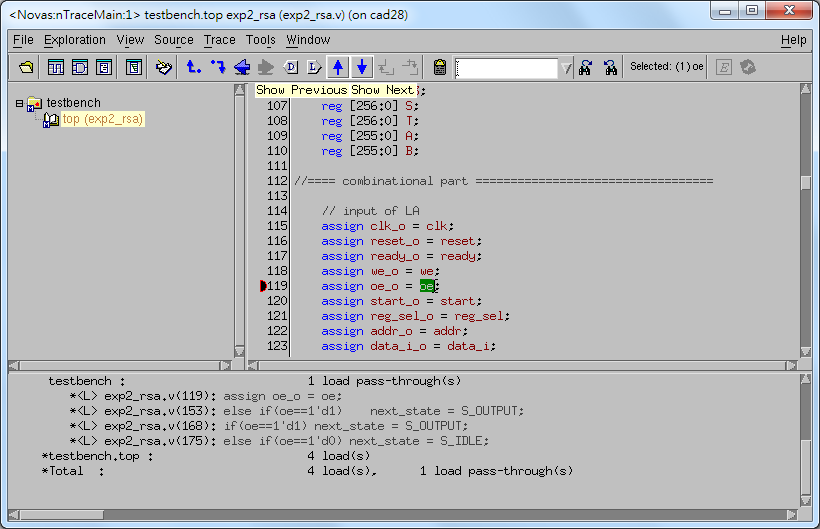 <Novas:nTraceMain:1> testbench.top exp2_rsa (exp2_rsa.v) (on cad28)
File Exploration View Source Trace Tools Window Help
D L Selected: (1) oe E
testbench
top (exp2_rsa)
Show Previous Show Next ;
107 reg [256:0] S;
108 reg [256:0] T;
109 reg [255:0] A;
110 reg [255:0] B;
111
112 //==== combinational part ==================================
113
114 // input of LA
115 assign clk_o = clk;
116 assign reset_o = reset;
117 assign ready_o = ready;
118 assign we_o = we;
119 assign oe_o = oe;
120 assign start_o = start;
121 assign reg_sel_o = reg_sel;
122 assign addr_o = addr;
123 assign data_i_o = data_i;
testbench : 1 load pass-through(s)
*<L> exp2_rsa.v(119): assign oe_o = oe;
*<L> exp2_rsa.v(153): else if(oe==1'd1) next_state = S_OUTPUT;
*<L> exp2_rsa.v(168): if(oe==1'd1) next_state = S_OUTPUT;
*<L> exp2_rsa.v(175): else if(oe==1'd0) next_state = S_IDLE;
*testbench.top : 4 load(s)
*Total : 4 load(s), 1 load pass-through(s)